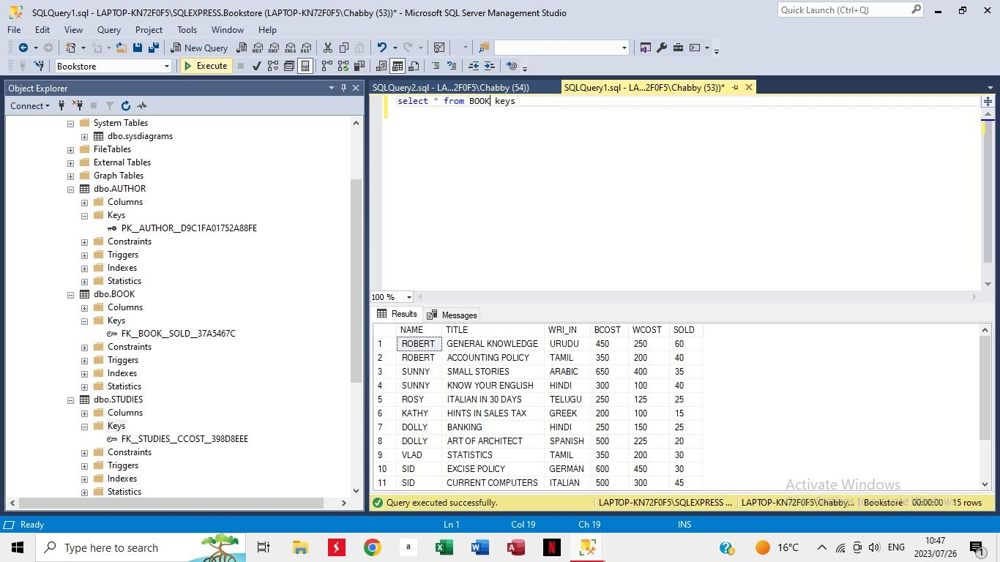 SQLQuery1.sql - LAPTOP-KN72F0F5\SQLEXPRESS.Bookstore (LAPTOP-KN72F0F5\Chabby (53))* - Microsoft SQL Server Management Studio
Quick Launch (Ctrl+Q)
File Edit View Query Project Tools Window Help
New Query MDX DMX XMLA DAX
Bookstore Execute
Object Explorer
SQLQuery2.sql - LA...2F0F5\Chabby (54))
SQLQuery1.sql - LA...2F0F5\Chabby (53))*
Connect
select * from BOOK keys
System Tables
dbo.sysdiagrams
FileTables
External Tables
Graph Tables
dbo.AUTHOR
Columns
Keys
PK__AUTHOR__D9C1FA01752A88FE
Constraints
Triggers
Indexes
Statistics
dbo.BOOK
Columns
Keys
FK__BOOK__SOLD__37A5467C
Constraints
Triggers
Indexes
Statistics
dbo.STUDIES
Columns
Keys
FK__STUDIES__CCOST__398D8EEE
Constraints
Triggers
Indexes
Statistics
100 %
Results Messages
NAME TITLE WRI_IN BCOST WCOST SOLD
1 ROBERT GENERAL KNOWLEDGE URUDU 450 250 60
2 ROBERT ACCOUNTING POLICY TAMIL 350 200 40
3 SUNNY SMALL STORIES ARABIC 650 400 35
4 SUNNY KNOW YOUR ENGLISH HINDI 300 100 40
5 ROSY ITALIAN IN 30 DAYS TELUGU 250 125 25
6 KATHY HINTS IN SALES TAX GREEK 200 100 15
7 DOLLY BANKING HINDI 250 150 25
8 DOLLY ART OF ARCHITECT SPANISH 500 225 20
9 VLAD STATISTICS TAMIL 350 200 30
10 SID EXCISE POLICY GERMAN 600 450 30
11 SID CURRENT COMPUTERS ITALIAN 500 300 45
Activate Windows
Query executed successfully. LAPTOP-KN72F0F5\SQLEXPRESS ... LAPTOP-KN72F0F5\Chabby... Bookstore 00:00:00 15 rows
Ready Ln 1 Col 19 Ch 19 INS
Type here to search
a
16°C
ENG
10:47
2023/07/26
1